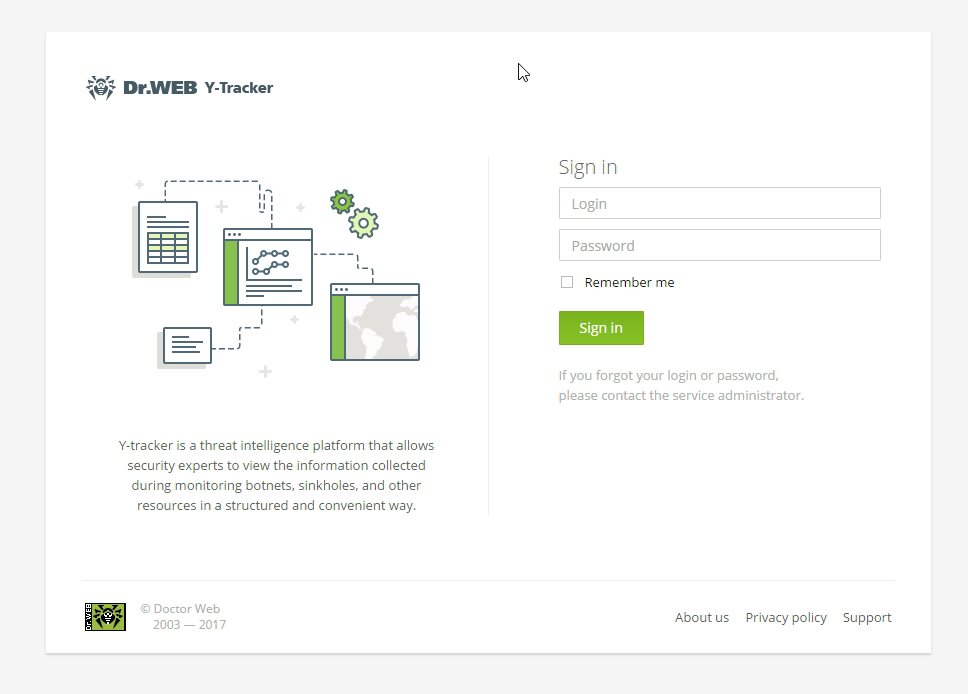 Dr.WEB Y-Tracker
Y-tracker is a threat intelligence platform that allows
security experts to view the information collected
during monitoring botnets, sinkholes, and other
resources in a structured and convenient way.
Sign in
Login
Password
Remember me
Sign in
If you forgot your login or password,
please contact the service administrator.
Dr.WEB
© Doctor Web
2003 — 2017
About us Privacy policy Support